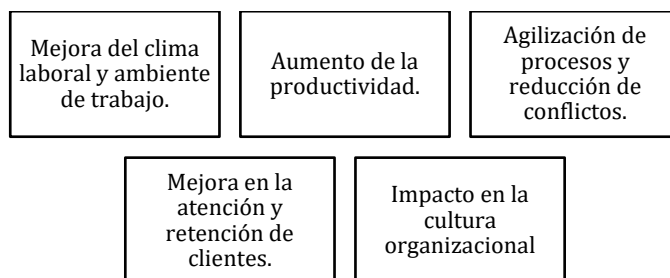 Mejora del clima
laboral y ambiente
de trabajo.
Aumento de la
productividad.
Agilización de
procesos y
reducción de
conflictos.
Mejora en la
atención y
retención de
clientes.
Impacto en la
cultura
organizacional